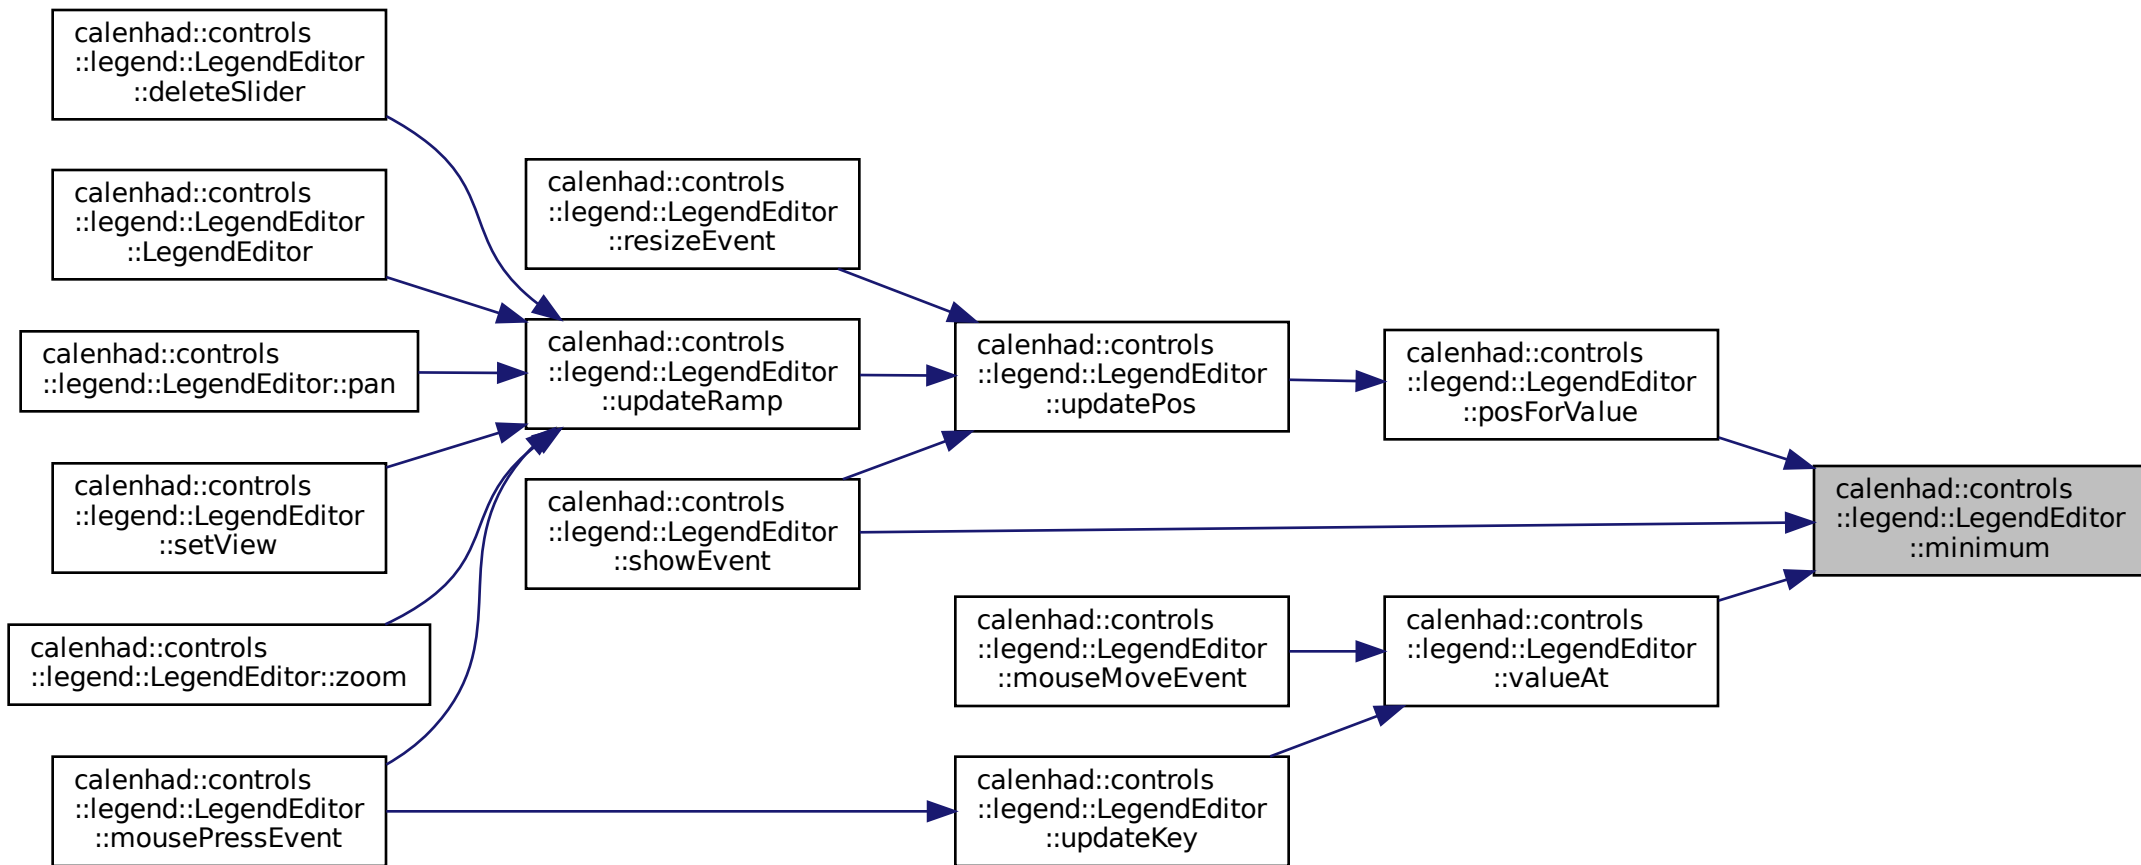 calenhad::controls
::legend::LegendEditor
::deleteSlider
calenhad::controls
::legend::LegendEditor
::LegendEditor
calenhad::controls
::legend::LegendEditor::pan
calenhad::controls
::legend::LegendEditor
::setView
calenhad::controls
::legend::LegendEditor::zoom
calenhad::controls
::legend::LegendEditor
::mousePressEvent
calenhad::controls
::legend::LegendEditor
::resizeEvent
calenhad::controls
::legend::LegendEditor
::updateRamp
calenhad::controls
::legend::LegendEditor
::showEvent
calenhad::controls
::legend::LegendEditor
::updatePos
calenhad::controls
::legend::LegendEditor
::mouseMoveEvent
calenhad::controls
::legend::LegendEditor
::updateKey
calenhad::controls
::legend::LegendEditor
::posForValue
calenhad::controls
::legend::LegendEditor
::valueAt
calenhad::controls
::legend::LegendEditor
::minimum